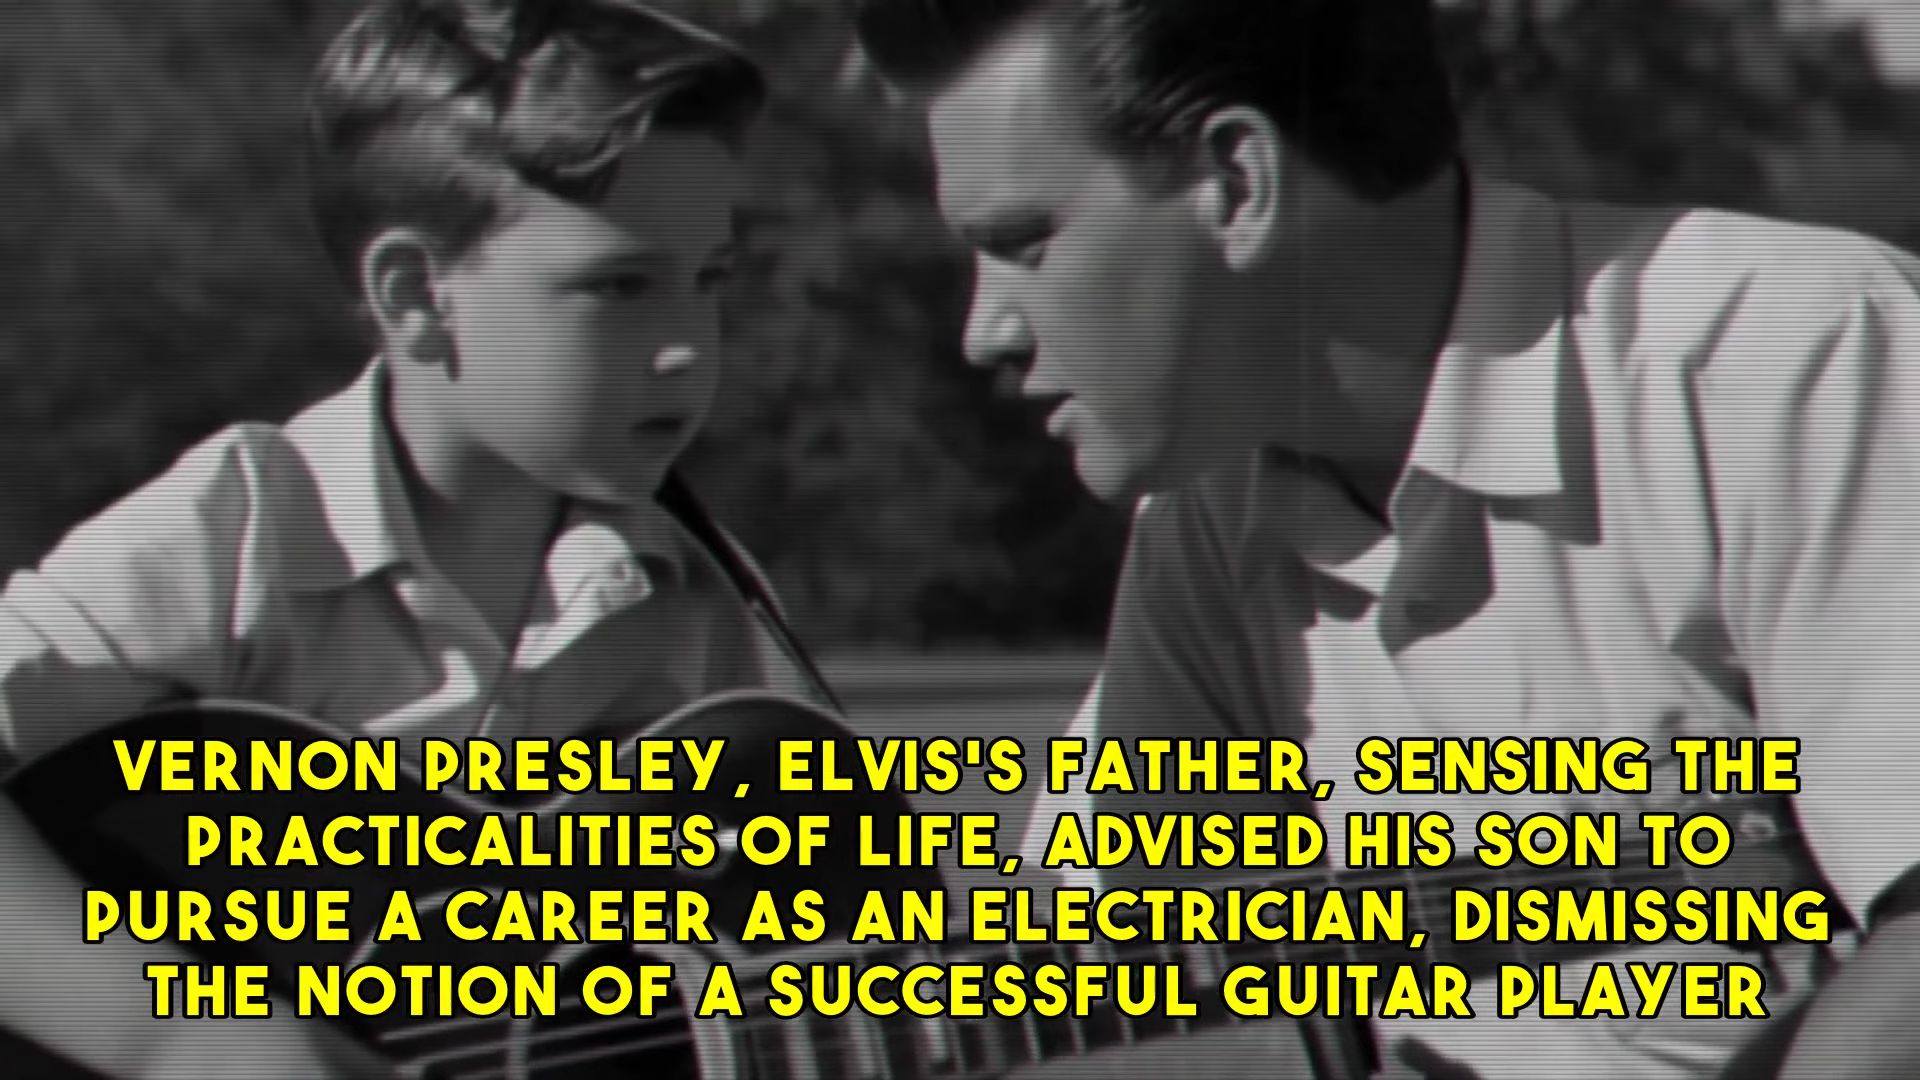 VERNON PRESLEY, ELVIS'S FATHER, SENSING THE
PRACTICALITIES OF LIFE, ADVISED HIS SON TO
PURSUE A CAREER AS AN ELECTRICIAN, DISMISSING
THE NOTION OF A SUCCESSFUL GUITAR PLAYER